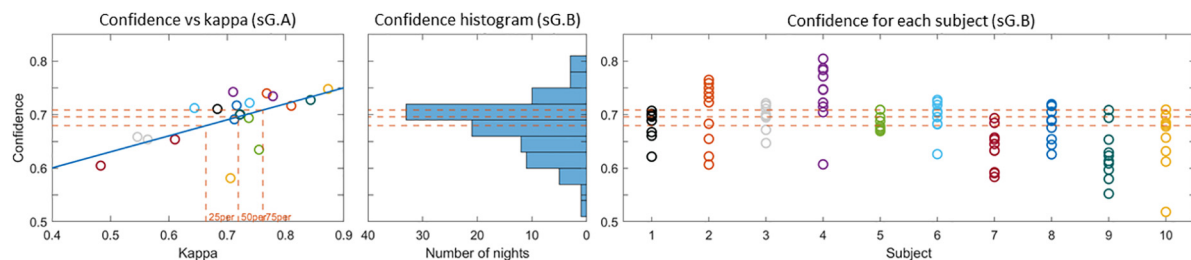 Confidence vs kappa (sG.A)
Confidence histogram (sG.B)
Confidence for each subject (sG.B)
Confidence
0.8
0.7
0.6
0.5
25per 50per 75per
0.4 0.5 0.6 0.7 0.8 0.9
Kappa
40 30 20 10 0
Number of nights
0.8
0.7
0.6
0.5
1 2 3 4 5 6 7 8 9 10
Subject